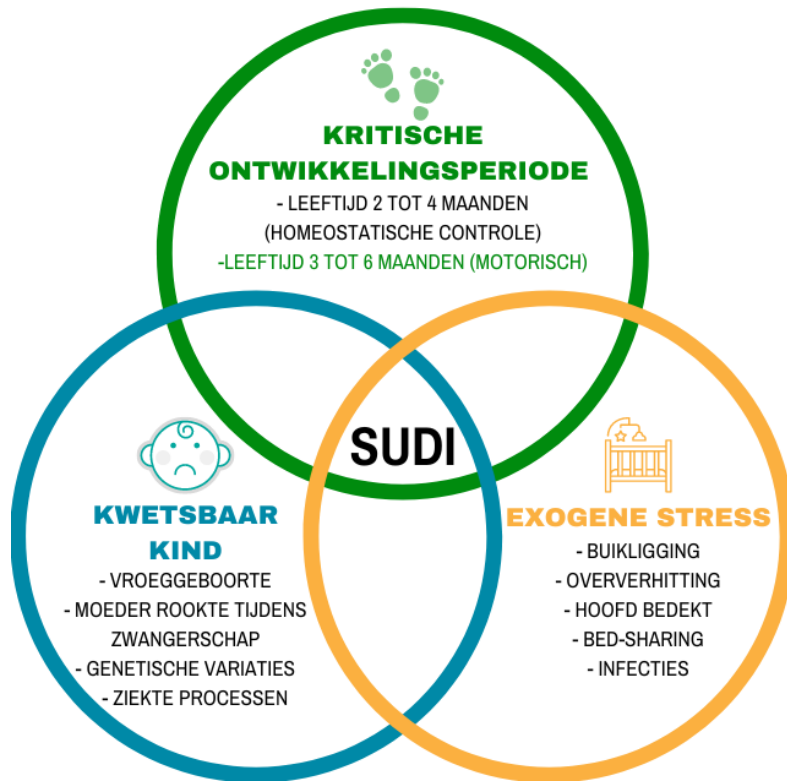 KRITISCHE
ONTWIKKELINGSPERIODE
- LEEFTIJD 2 TOT 4 MAANDEN
(HOMEOSTATISCHE CONTROLE)
-LEEFTIJD 3 TOT 6 MAANDEN (MOTORISCH)
SUDI
KWETSBAAR
KIND
- VROEGGEBOORTE
- MOEDER ROOKTE TIJDENS
ZWANGERSCHAP
- GENETISCHE VARIATIES
- ZIEKTE PROCESSEN
EXOGENE STRESS
- BUIKLIGGING
- OVERVERHITTING
- HOOFD BEDEKT
- BED-SHARING
- INFECTIES